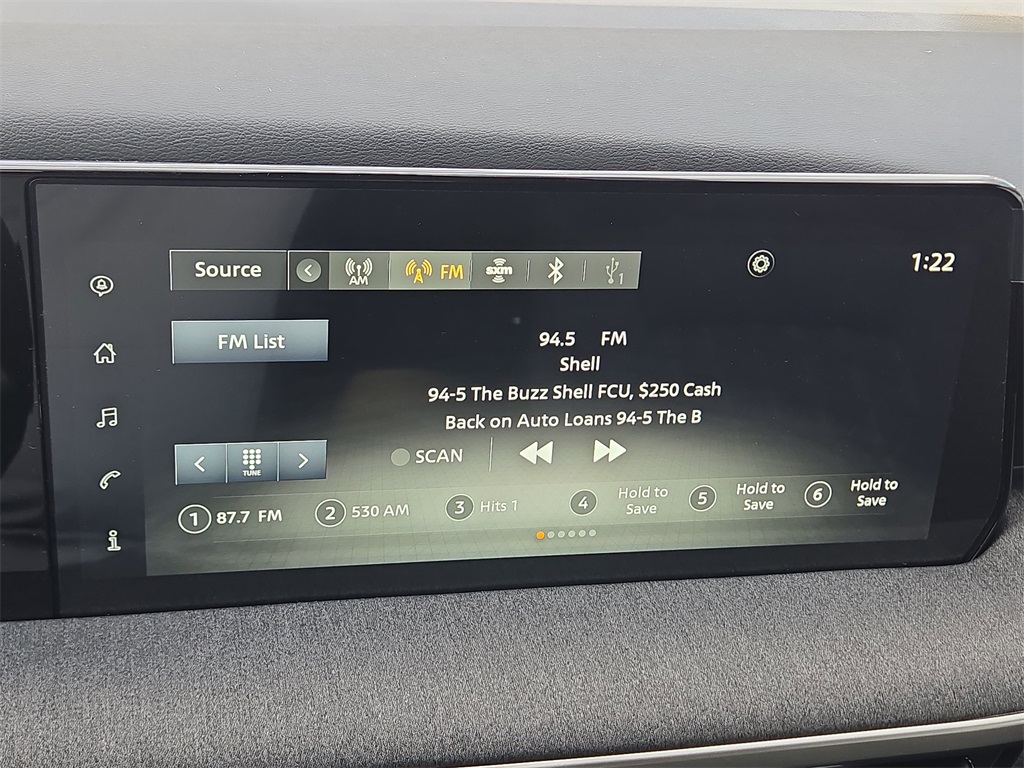 Source
AM
FM
sxm
1
1:22
FM List
94.5 FM
Shell
94-5 The Buzz Shell FCU, $250 Cash
Back on Auto Loans 94-5 The B
TUNE
SCAN
1 87.7 FM
2 530 AM
3 Hits 1
4 Hold to
Save
5 Hold to
Save
6 Hold to
Save